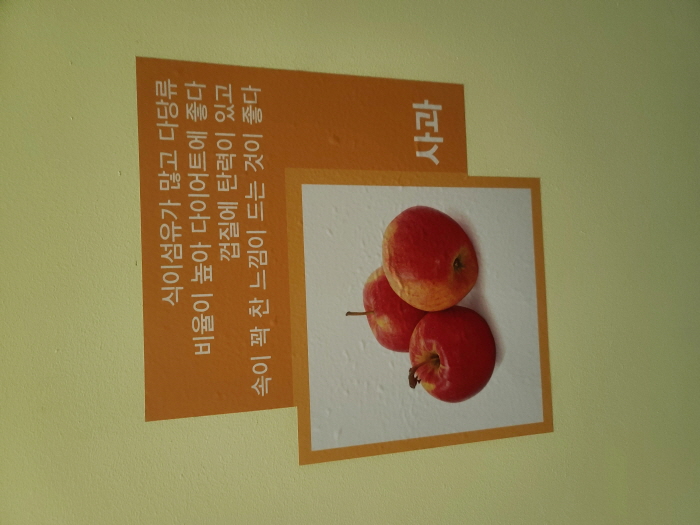 사과
식이섬유가 많고 다당류
비율이 높아 다이어트에 좋다
껍질에 탄력이 있고
속이 꽉 찬 느낌이 드는 것이 좋다